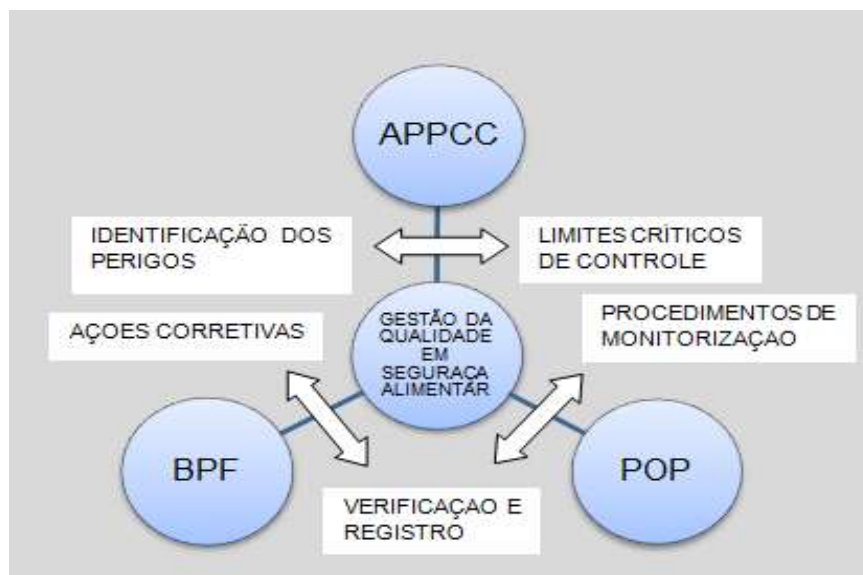 APPCC
IDENTIFICAÇÃO DOS
PERIGOS
LIMITES CRÍTICOS
DE CONTROLE
AÇOES CORRETIVAS
GESTÃO DA
QUALIDADE
EM
SEGURAÇA
ALIMENTAR
PROCEDIMENTOS DE
MONITORIZAÇAO
BPF
POP
VERIFICAÇAO E
REGISTRO